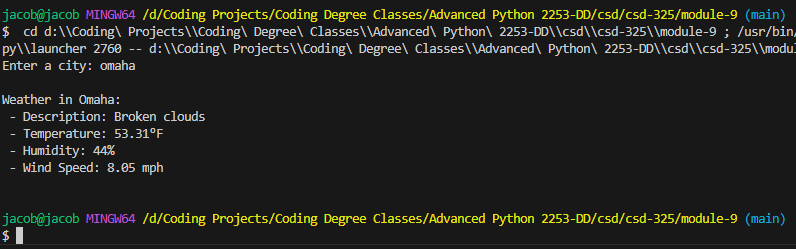 jacob@jacob MINGW64 /d/Coding Projects/Coding Degree Classes/Advanced Python 2253-DD/csd/csd-325/module-9 (main)
$  cd d:\\Coding\ Projects\\Coding\ Degree\ Classes\\Advanced\ Python\ 2253-DD\\csd\\csd-325\\module-9 ; /usr/bin/
py\\launcher 2760 -- d:\\Coding\ Projects\\Coding\ Degree\ Classes\\Advanced\ Python\ 2253-DD\\csd\\csd-325\\modu
Enter a city: omaha
Weather in Omaha:
 - Description: Broken clouds
 - Temperature: 53.31°F
 - Humidity: 44%
 - Wind Speed: 8.05 mph
jacob@jacob MINGW64 /d/Coding Projects/Coding Degree Classes/Advanced Python 2253-DD/csd/csd-325/module-9 (main)
$